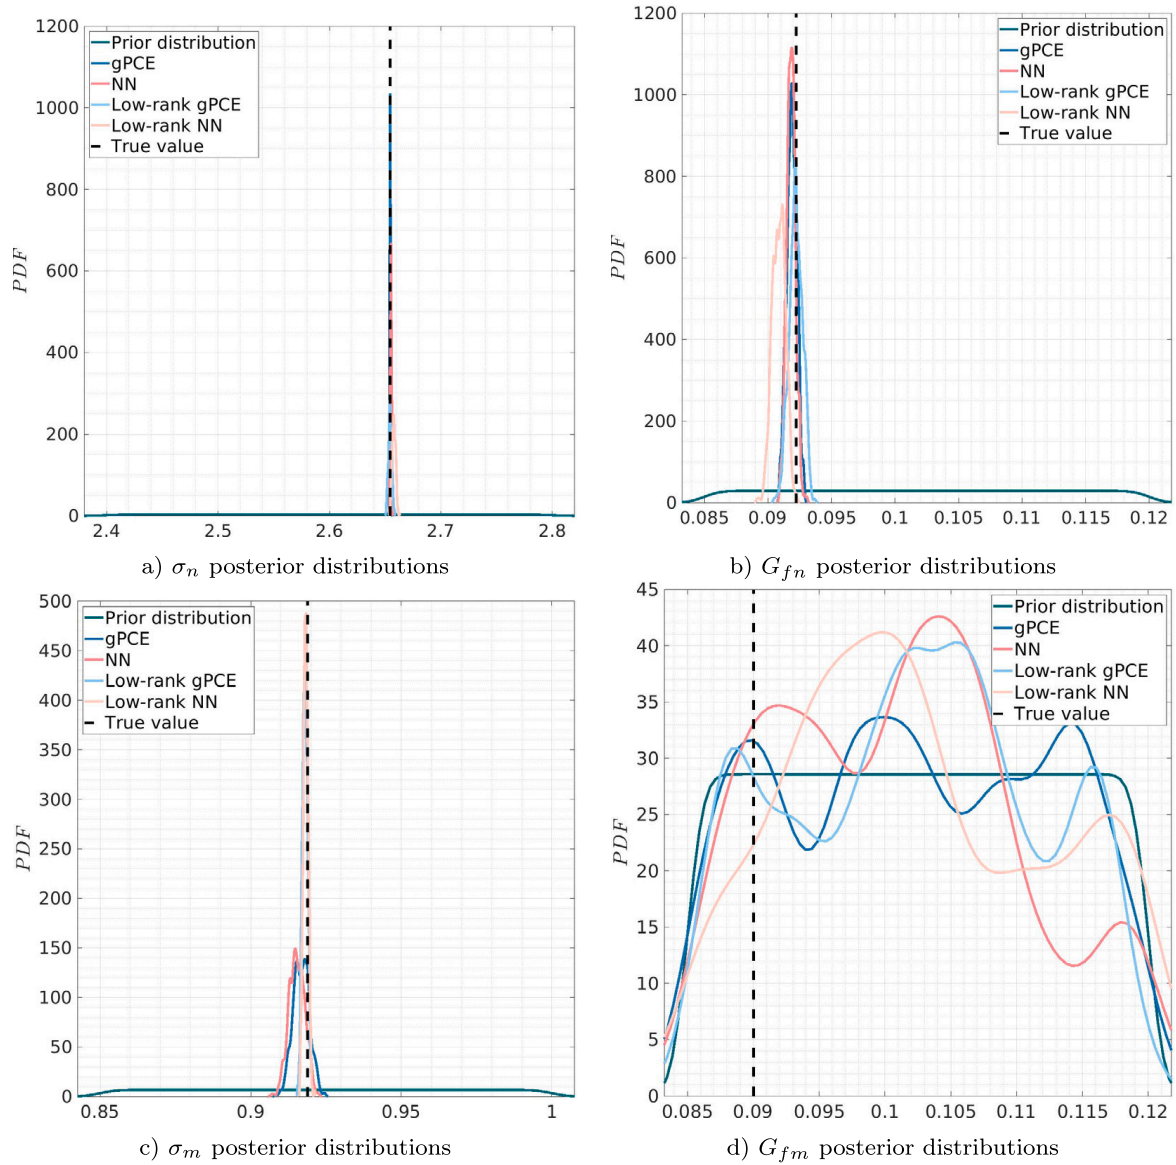 1200
1000
800
600
400
200
0
PDF
Prior distribution
gPCE
NN
Low-rank gPCE
Low-rank NN
True value
2.4 2.5 2.6 2.7 2.8
a) σn posterior distributions
1200
1000
800
600
400
200
0
PDF
Prior distribution
gPCE
NN
Low-rank gPCE
Low-rank NN
True value
0.085 0.09 0.095 0.1 0.105 0.11 0.115 0.12
b) Gfn posterior distributions
500
450
400
350
300
250
200
150
100
50
0
PDF
Prior distribution
gPCE
NN
Low-rank gPCE
Low-rank NN
True value
0.85 0.9 0.95 1
c) σm posterior distributions
45
40
35
30
25
20
15
10
5
0
PDF
Prior distribution
gPCE
NN
Low-rank gPCE
Low-rank NN
True value
0.085 0.09 0.095 0.1 0.105 0.11 0.115 0.12
d) Gfm posterior distributions